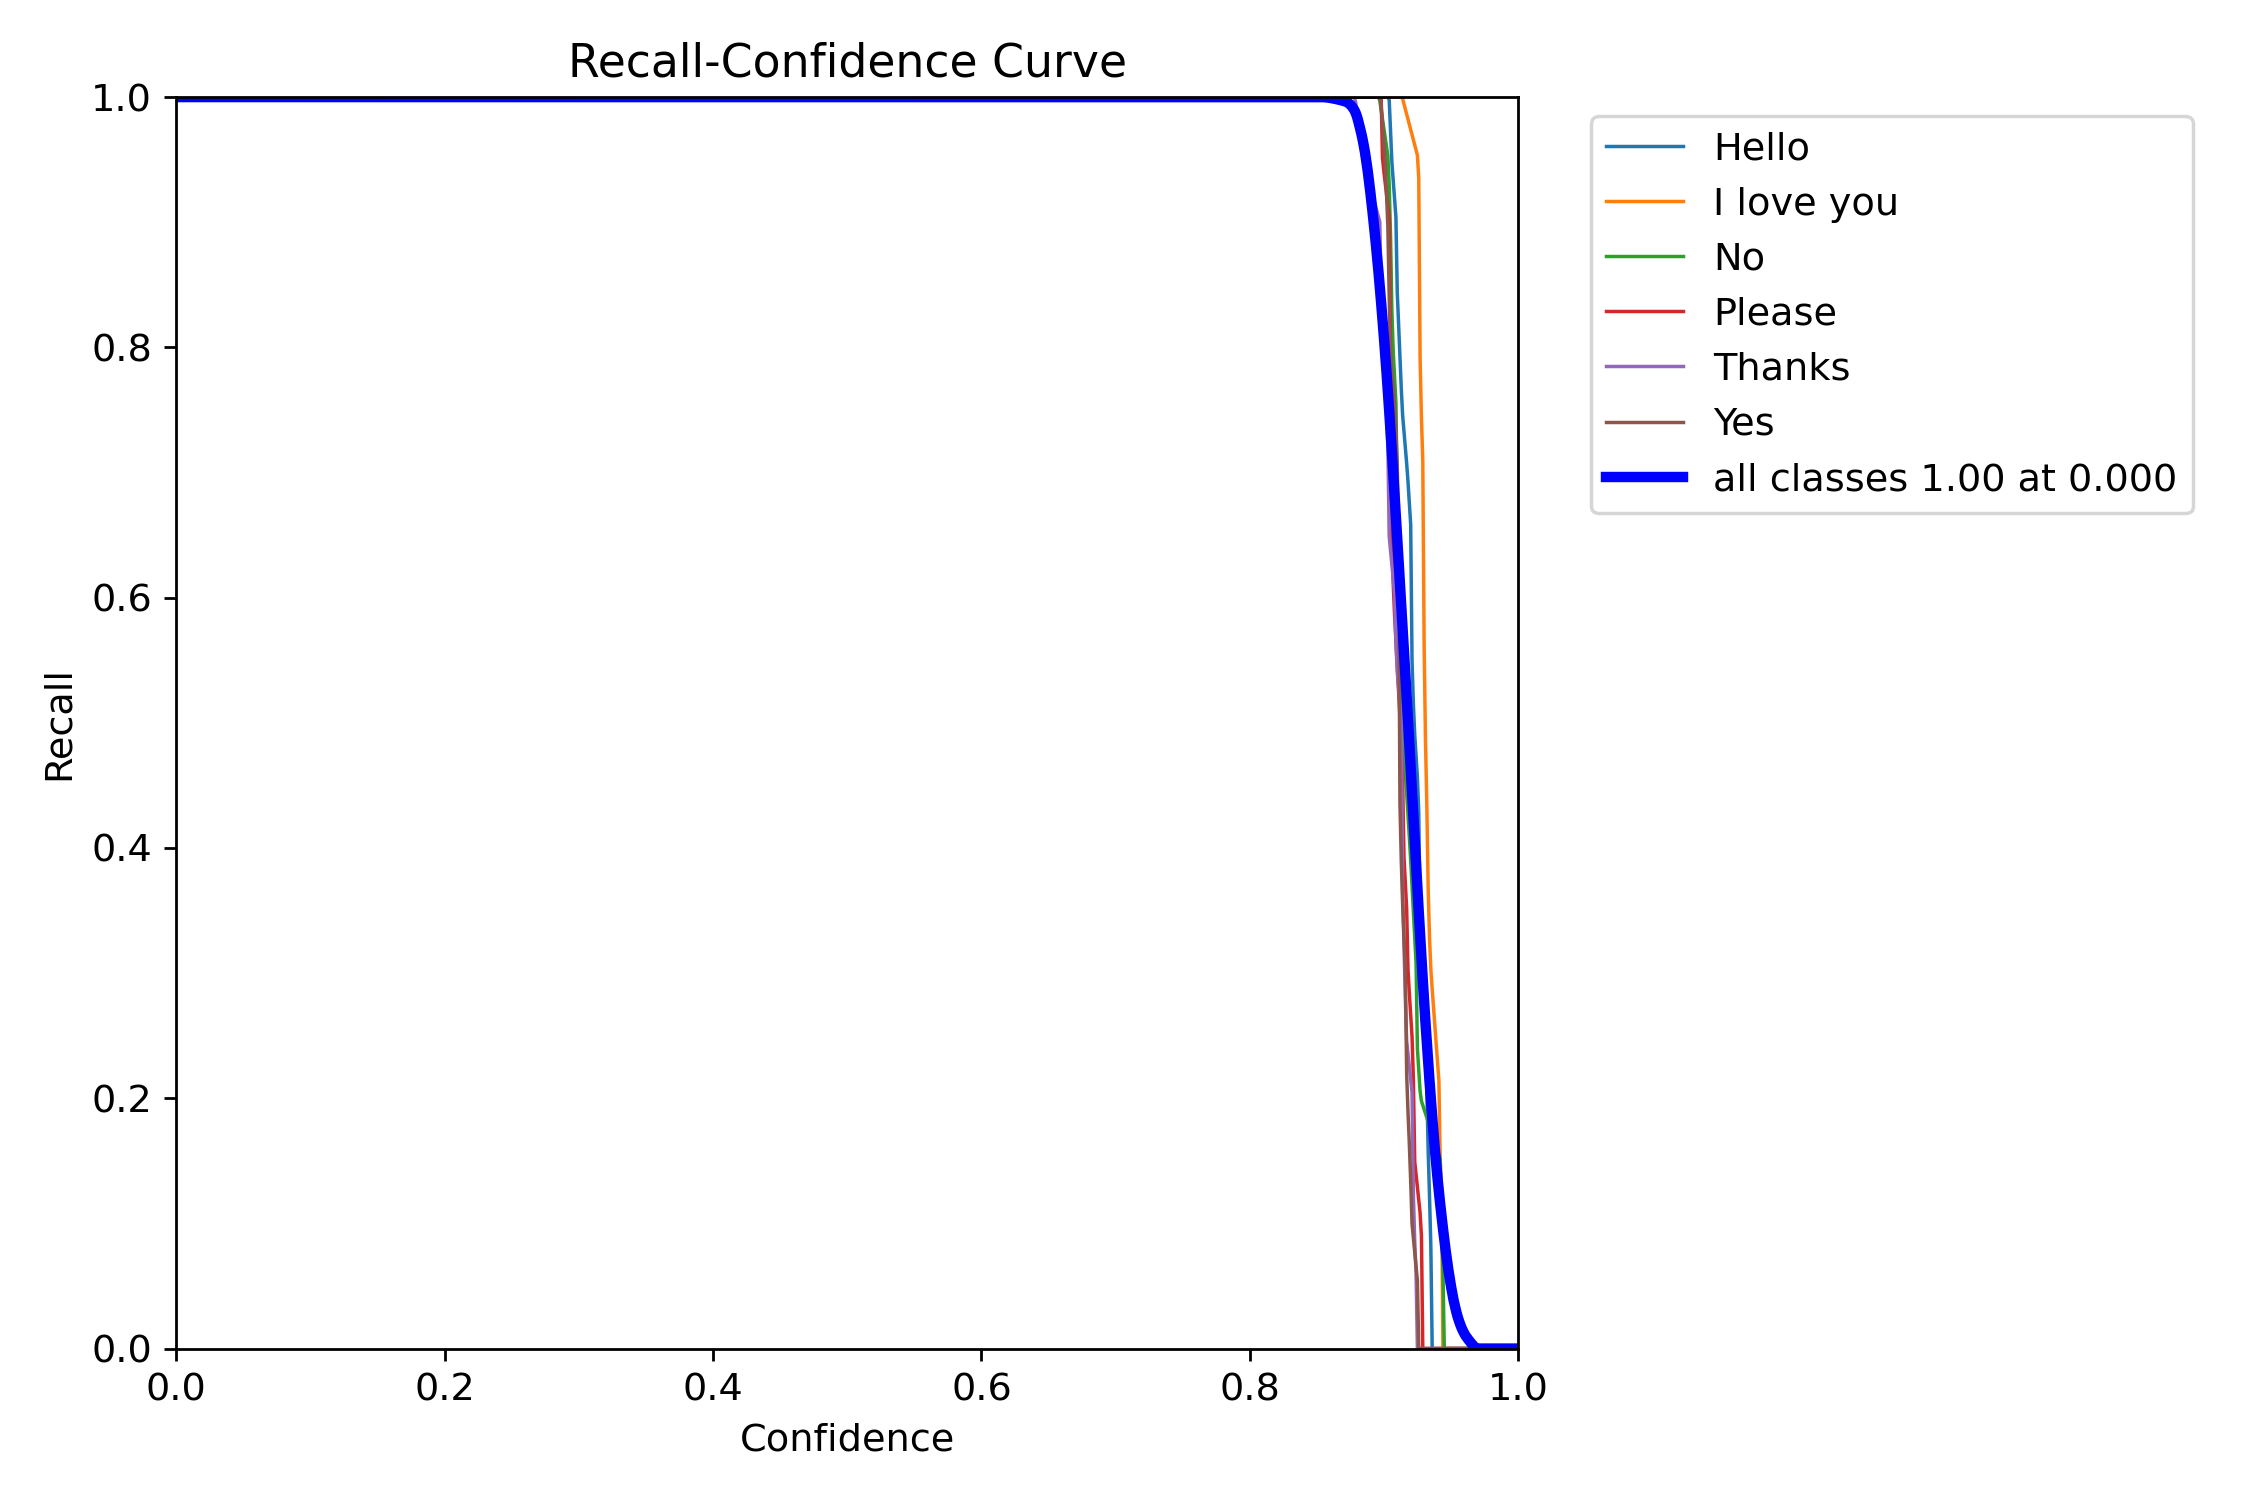 Recall-Confidence Curve
1.0
0.8
0.6
0.4
0.2
0.0
Recall
0.0 0.2 0.4 0.6 0.8 1.0
Confidence
Hello
I love you
No
Please
Thanks
Yes
all classes 1.00 at 0.000